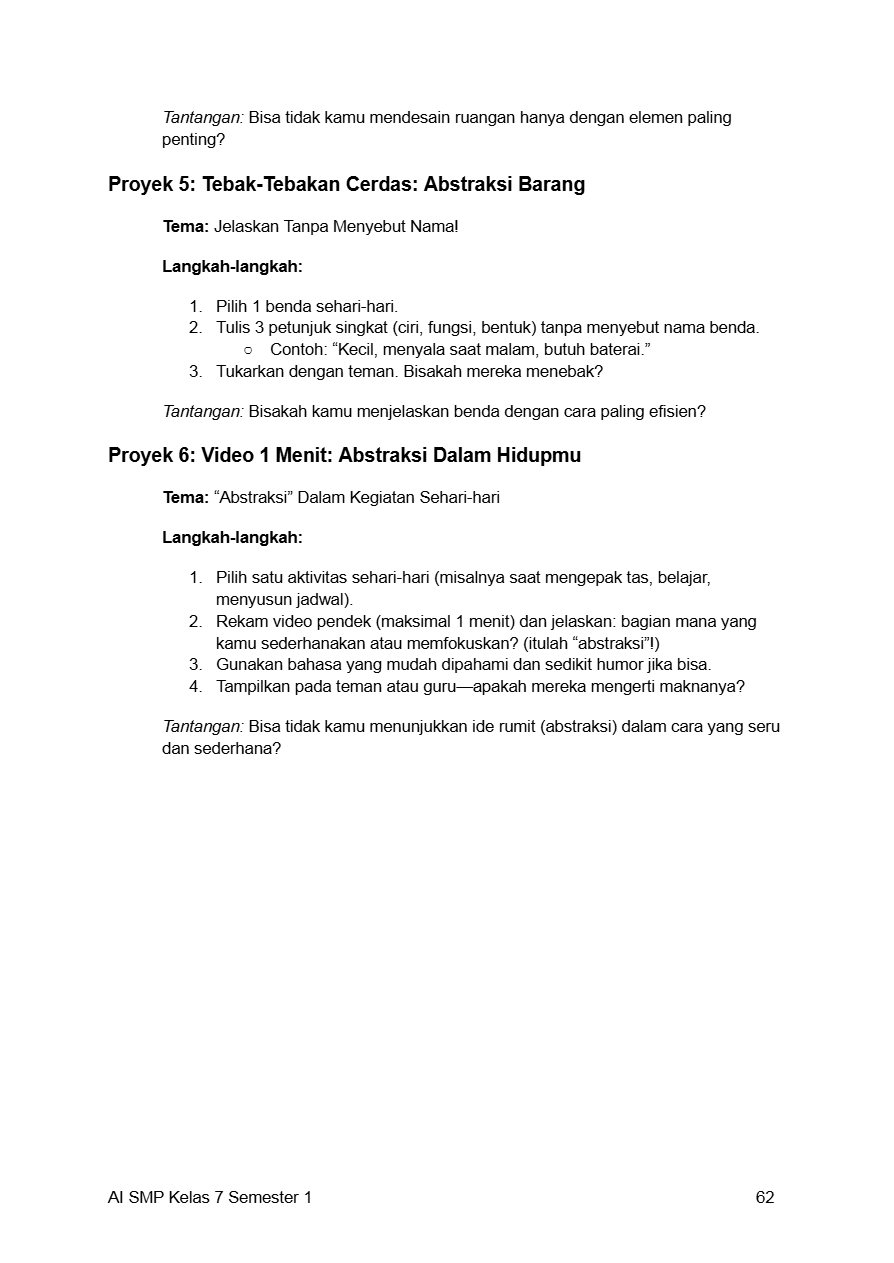 Tantangan: Bisa tidak kamu mendesain ruangan hanya dengan elemen paling
penting?
Proyek 5: Tebak-Tebakan Cerdas: Abstraksi Barang
Tema: Jelaskan Tanpa Menyebut Nama!
Langkah-langkah:
1. Pilih 1 benda sehari-hari.
2. Tulis 3 petunjuk singkat (ciri, fungsi, bentuk) tanpa menyebut nama benda.
○ Contoh: “Kecil, menyala saat malam, butuh baterai.”
3. Tukarkan dengan teman. Bisakah mereka menebak?
Tantangan: Bisakah kamu menjelaskan benda dengan cara paling efisien?
Proyek 6: Video 1 Menit: Abstraksi Dalam Hidupmu
Tema: “Abstraksi” Dalam Kegiatan Sehari-hari
Langkah-langkah:
1. Pilih satu aktivitas sehari-hari (misalnya saat mengepak tas, belajar,
menyusun jadwal).
2. Rekam video pendek (maksimal 1 menit) dan jelaskan: bagian mana yang
kamu sederhanakan atau memfokuskan? (itulah “abstraksi”!)
3. Gunakan bahasa yang mudah dipahami dan sedikit humor jika bisa.
4. Tampilkan pada teman atau guru—apakah mereka mengerti maknanya?
Tantangan: Bisa tidak kamu menunjukkan ide rumit (abstraksi) dalam cara yang seru
dan sederhana?
AI SMP Kelas 7 Semester 1 62